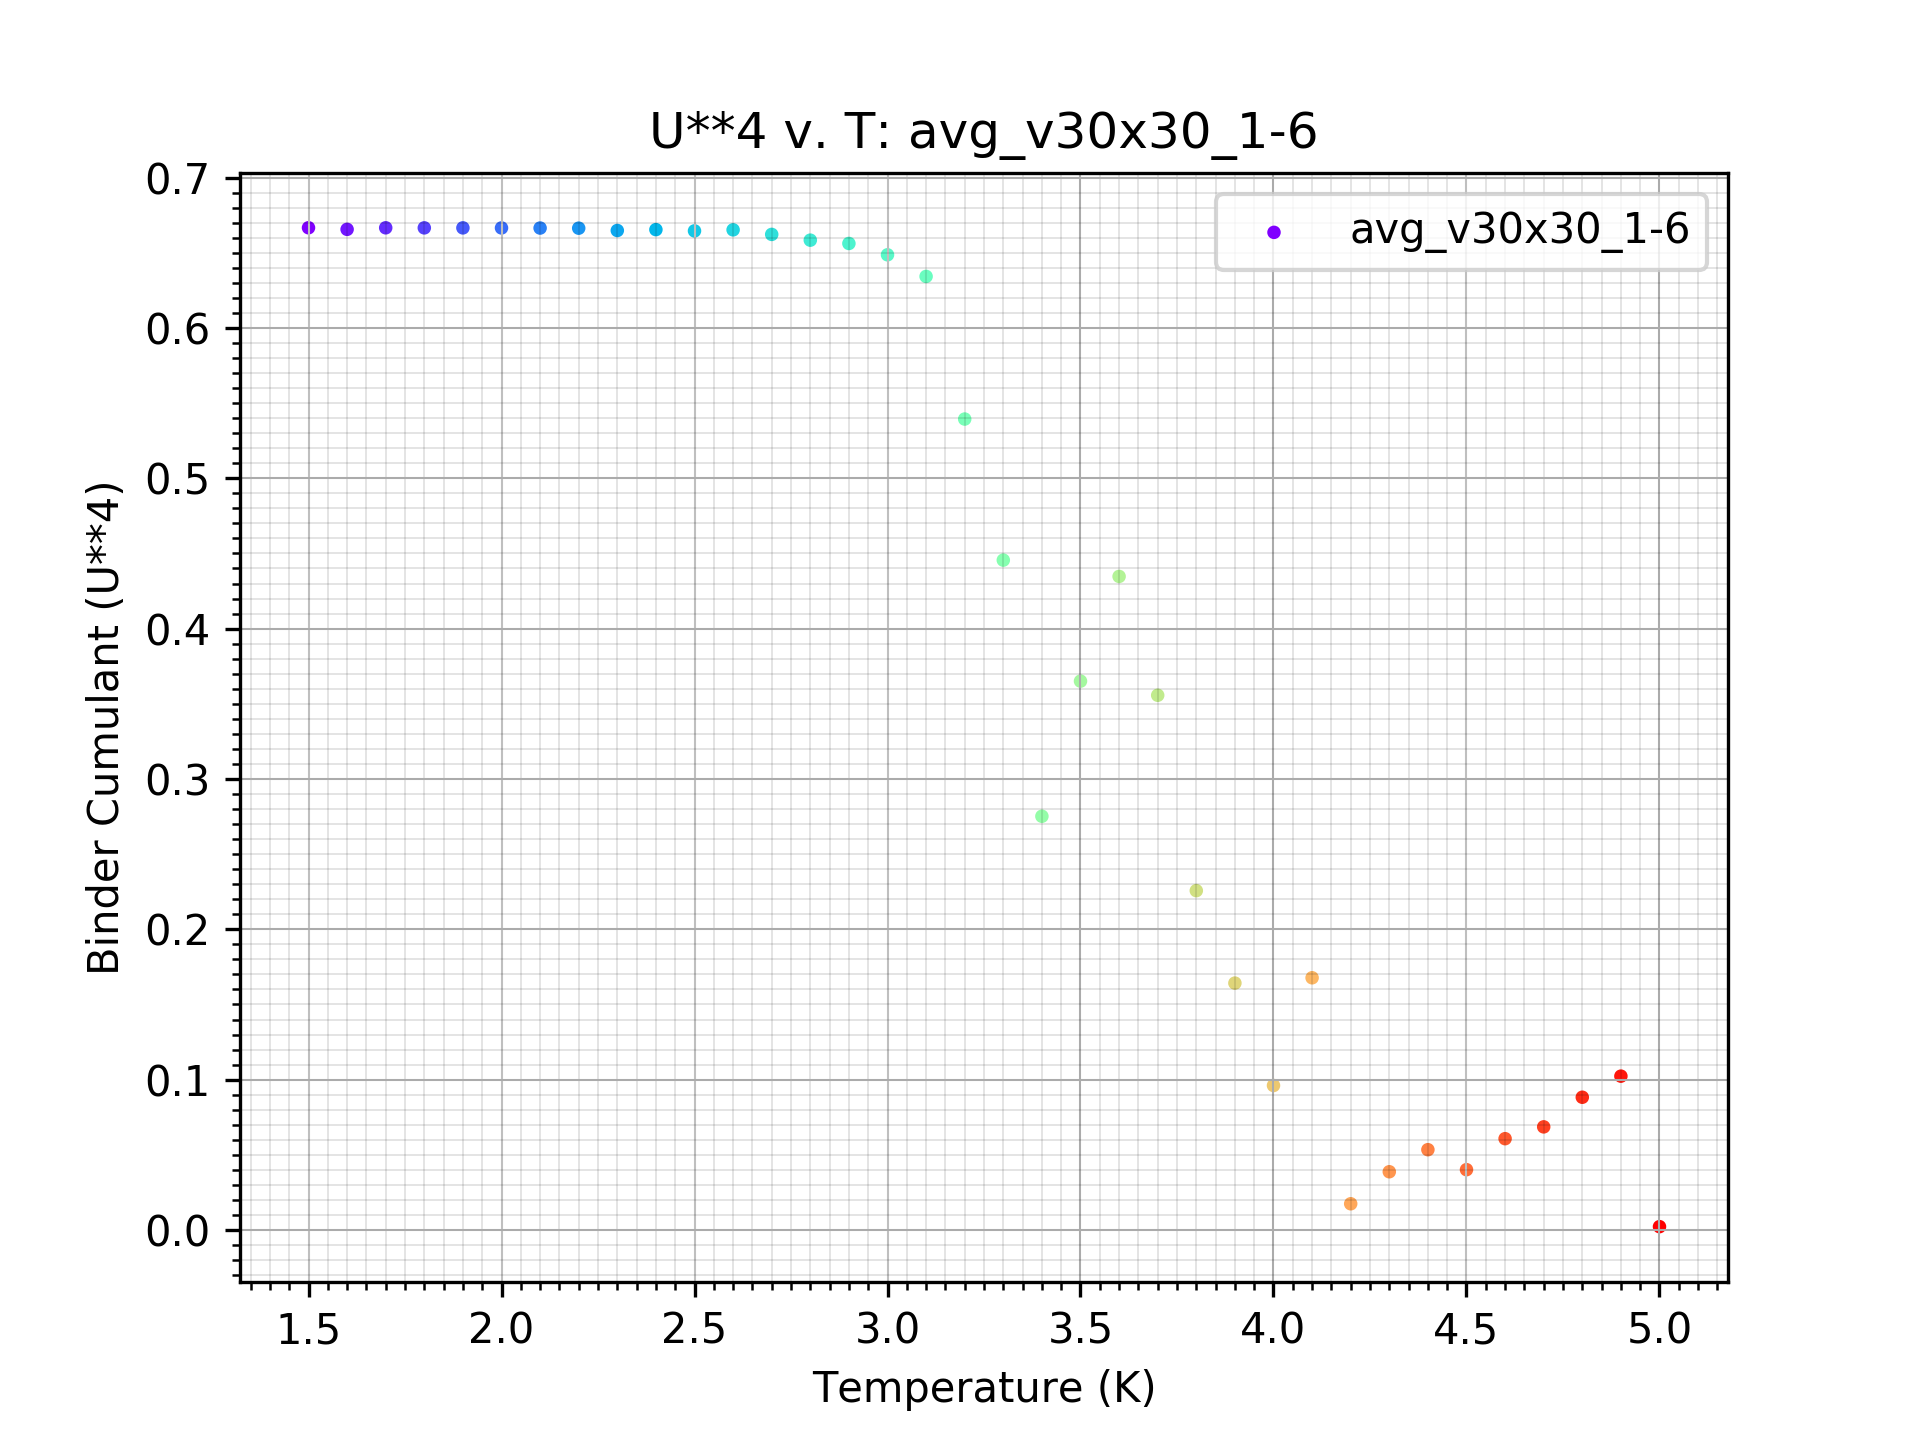 U**4 v. T: avg_v30x30_1-6
avg_v30x30_1-6
Binder Cumulant (U**4)
0.7
0.6
0.5
0.4
0.3
0.2
0.1
0.0
1.5 2.0 2.5 3.0 3.5 4.0 4.5 5.0
Temperature (K)